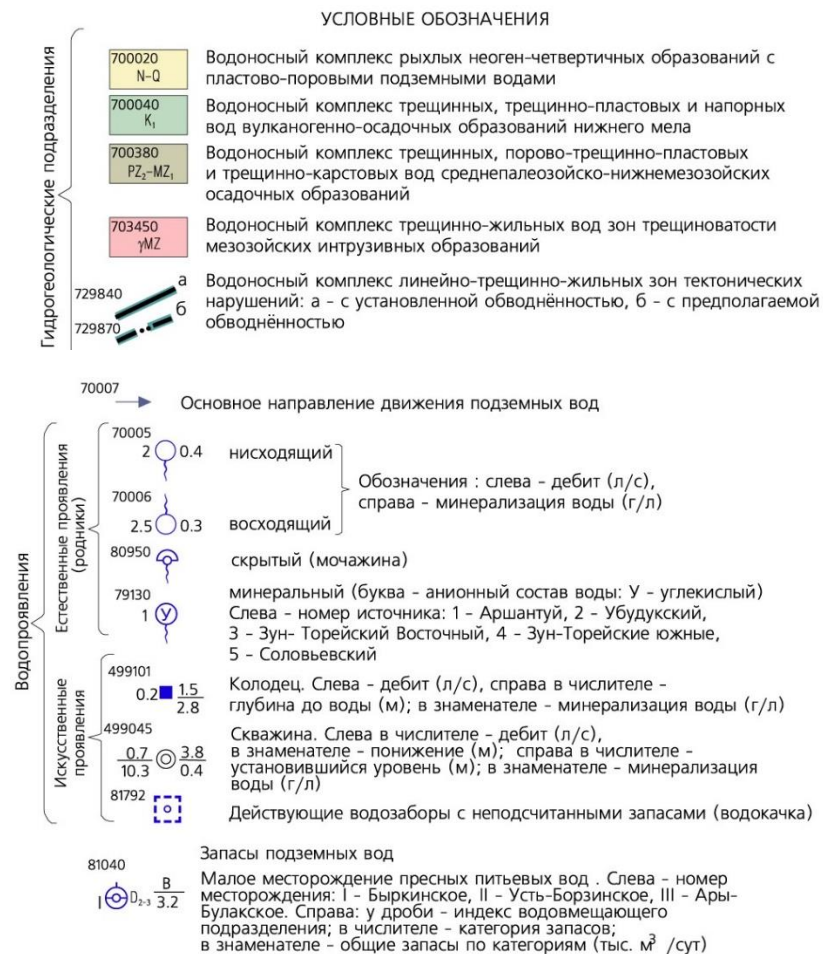 УСЛОВНЫЕ ОБОЗНАЧЕНИЯ
Гидрогеологические подразделения
700020
N-Q
Водоносный комплекс рыхлых неоген-четвертичных образований с
пластово-поровыми подземными водами
700040
K₁
Водоносный комплекс трещинных, трещинно-пластовых и напорных
вод вулканогенно-осадочных образований нижнего мела
700380
PZ₂-MZ₁
Водоносный комплекс трещинных, порово-трещинно-пластовых
и трещинно-карстовых вод среднепалеозойско-нижнемезозойских
осадочных образований
703450
γMZ
Водоносный комплекс трещинно-жильных вод зон трещиноватости
мезозойских интрузивных образований
729840 а
729870 б
Водоносный комплекс линейно-трещинно-жильных зон тектонических
нарушений: а - с установленной обводнённостью, б - с предполагаемой
обводнённостью
70007
Основное направление движения подземных вод
Водопроявления
Естественные проявления
(родники)
70005
2 0.4 нисходящий
70006
2.5 0.3 восходящий
Обозначения : слева - дебит (л/с),
справа - минерализация воды (г/л)
80950
скрытый (мочажина)
79130
1 У
минеральный (буква - анионный состав воды: У - углекислый)
Слева - номер источника: 1 - Аршантуй, 2 - Убудукский,
3 - Зун- Торейский Восточный, 4 - Зун-Торейские южные,
5 - Соловьевский
Искусственные
проявления
499101
0.2 1.5
2.8
Колодец. Слева - дебит (л/с), справа в числителе -
глубина до воды (м); в знаменателе - минерализация воды (г/л)
499045
0.7 3.8
10.3 0.4
Скважина. Слева в числителе - дебит (л/с),
в знаменателе - понижение (м); справа в числителе -
установившийся уровень (м); в знаменателе - минерализация
воды (г/л)
81792
Действующие водозаборы с неподсчитанными запасами (водокачка)
Запасы подземных вод
81040
I D₂₋₃ B
3.2
Малое месторождение пресных питьевых вод . Слева - номер
месторождения: I - Быркинское, II - Усть-Борзинское, III - Ары-
Булакское. Справа: у дроби - индекс водовмещающего
подразделения; в числителе - категория запасов;
в знаменателе - общие запасы по категориям (тыс. м³ /сут)